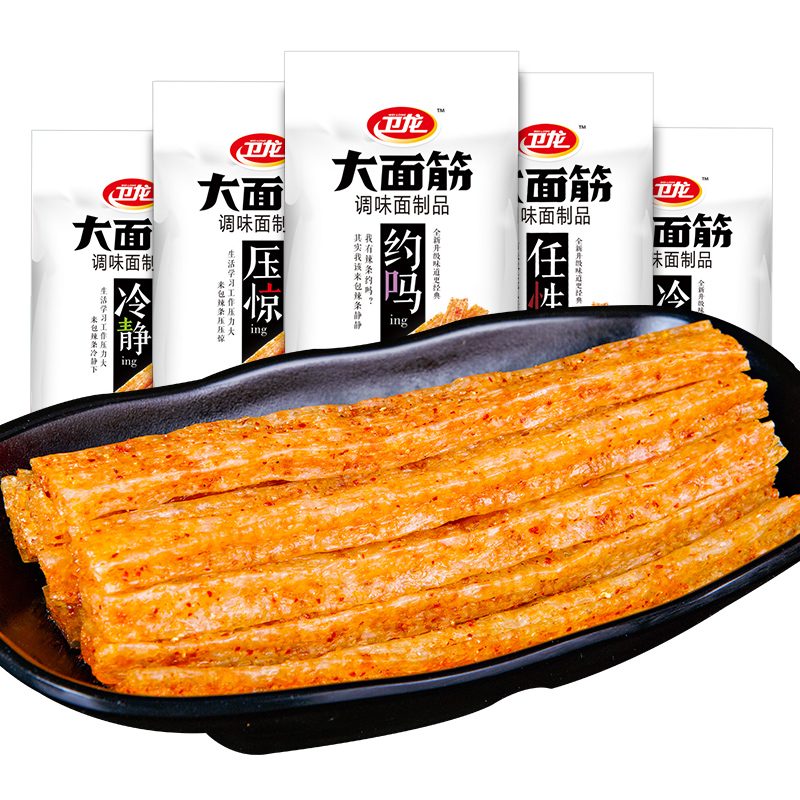 卫龙
大面筋
调味面制品
冷静
ing
生活学习工作压力大
来包辣条冷静下
卫龙
大面筋
调味面制品
压惊
ing
生活学习工作压力大
来包辣条压压惊
卫龙
TM
大面筋
调味面制品
约吗
ing
全新升级味道更经典
我有辣条约吗?
其实我该来包辣条静静
卫龙
TM
大面筋
味面制品
任性
全新升级味道更经典
卫龙
TM
面筋
味面制品
冷
全新升级味道更经典